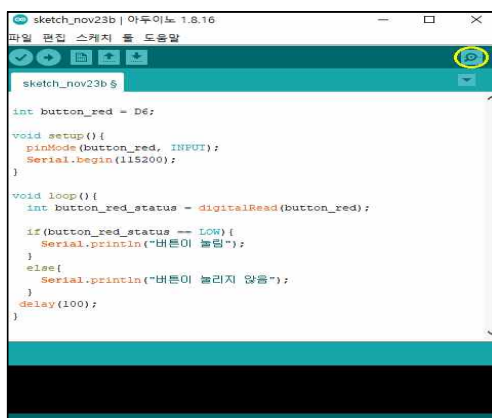 sketch_nov23b | 아두이노 1.8.16
파일 편집 스케치 툴 도움말
sketch_nov23b §
int button_red = D6;
void setup(){
pinMode(button_red, INPUT);
Serial.begin(115200);
}
void loop(){
int button_red_status = digitalRead(button_red);
if(button_red_status == LOW){
Serial.println("버튼이 눌림");
}
else{
Serial.println("버튼이 눌리지 않음");
}
delay(100);
}